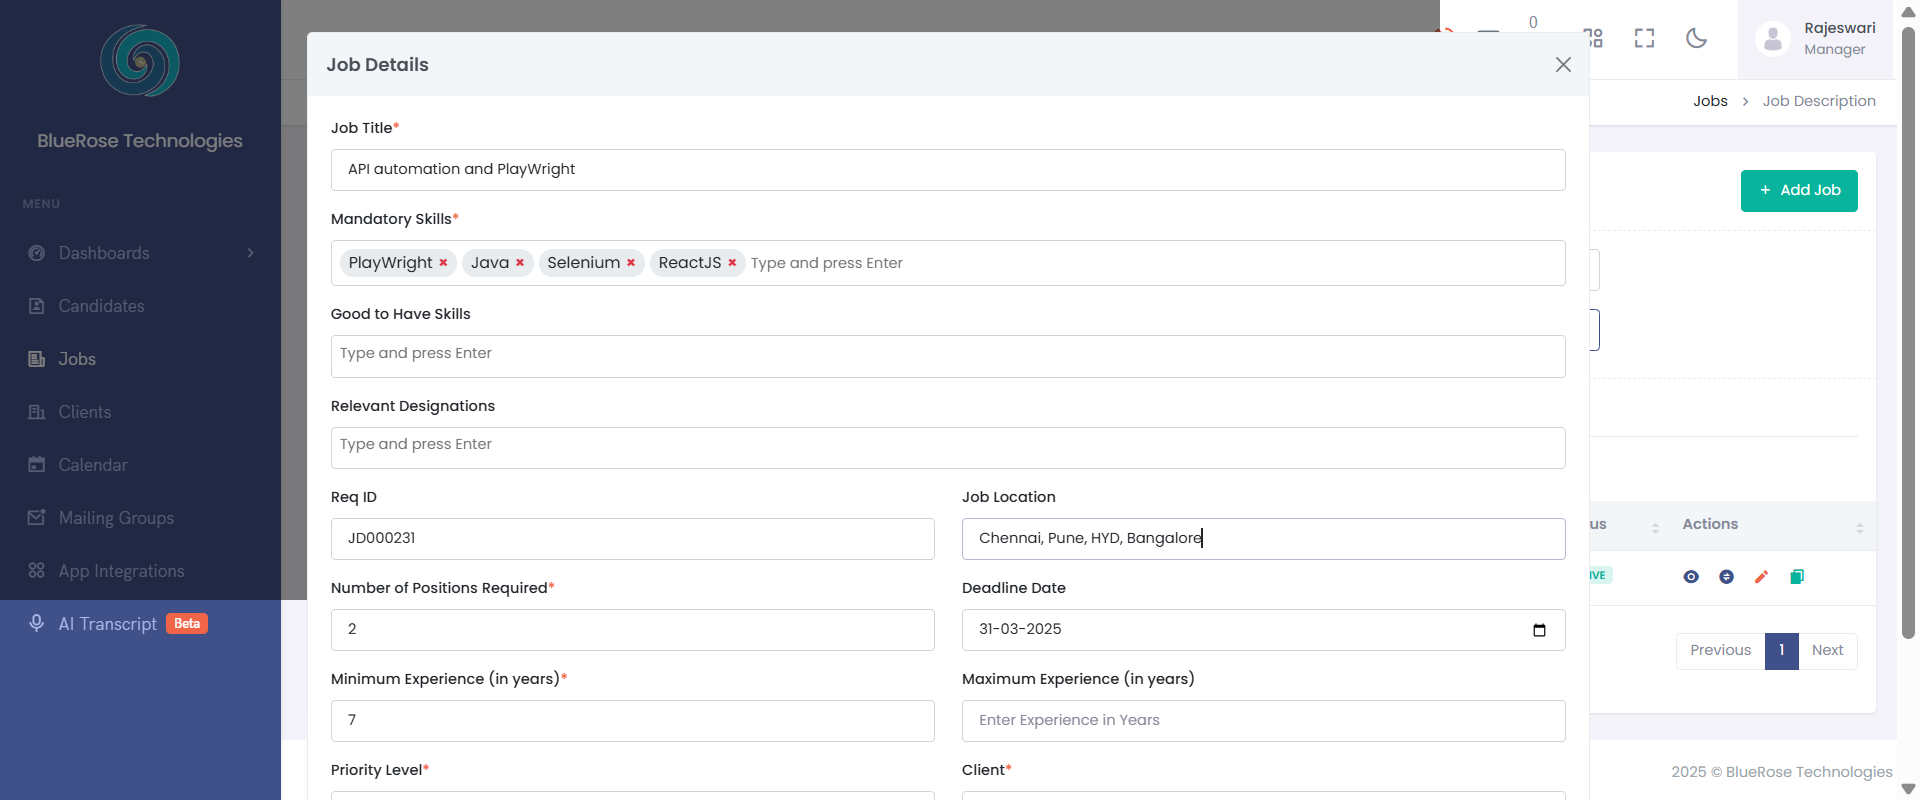 BlueRose Technologies
MENU
Dashboards
Candidates
Jobs
Clients
Calendar
Mailing Groups
App Integrations
AI Transcript Beta
0
Rajeswari
Manager
Jobs > Job Description
+ Add Job
Job Details
Job Title*
API automation and PlayWright
Mandatory Skills*
PlayWright ✖ Java ✖ Selenium ✖ ReactJS ✖ Type and press Enter
Good to Have Skills
Type and press Enter
Relevant Designations
Type and press Enter
Req ID
JD000231
Job Location
Chennai, Pune, HYD, Bangalore
Number of Positions Required*
2
Deadline Date
31-03-2025
Minimum Experience (in years)*
7
Maximum Experience (in years)
Enter Experience in Years
Priority Level*
Client*
Actions
Previous 1 Next
2025 © BlueRose Technologies